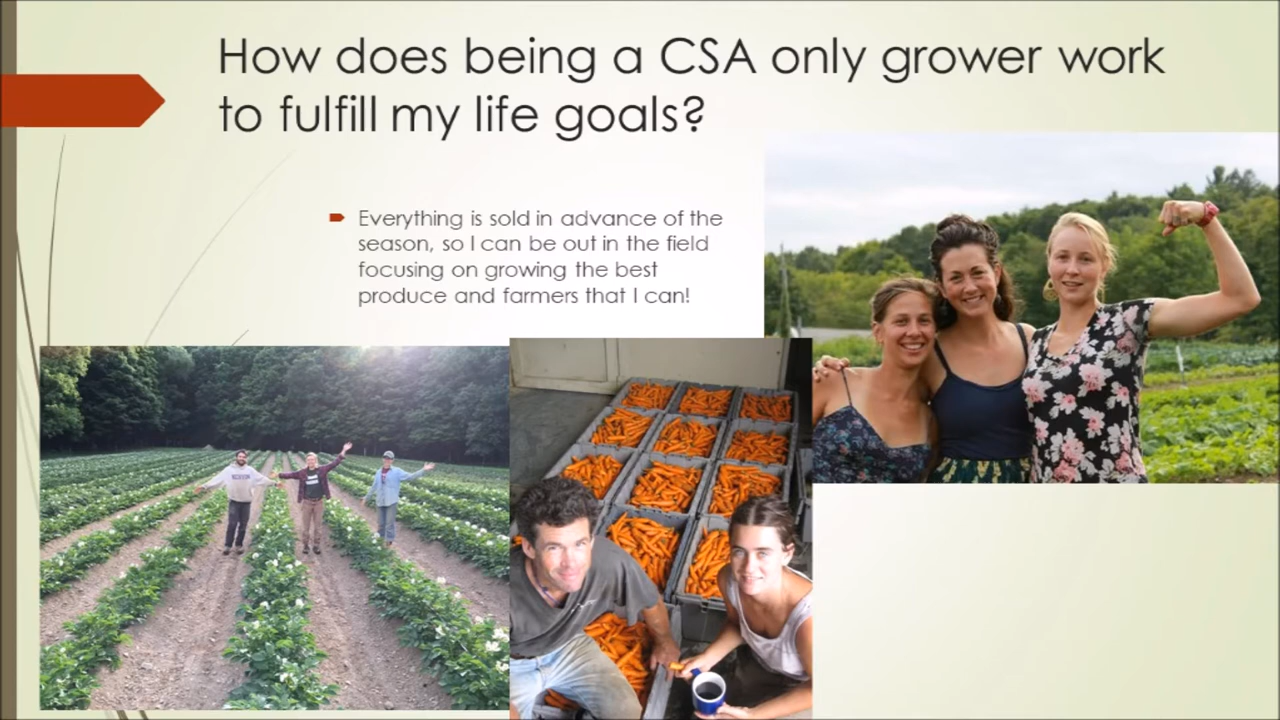 How does being a CSA only grower work
to fulfill my life goals?
Everything is sold in advance of the
season, so I can be out in the field
focusing on growing the best
produce and farmers that I can!